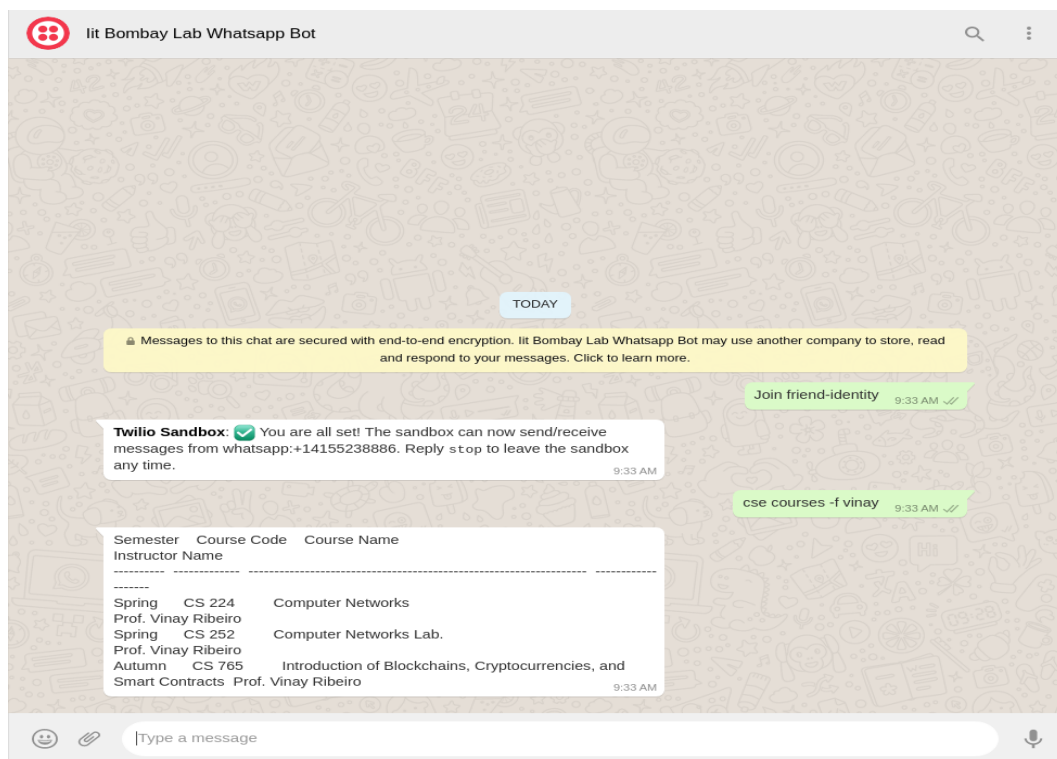 Iit Bombay Lab Whatsapp Bot
TODAY
Messages to this chat are secured with end-to-end encryption. Iit Bombay Lab Whatsapp Bot may use another company to store, read
and respond to your messages. Click to learn more.
Join friend-identity 9:33 AM
Twilio Sandbox: ✅ You are all set! The sandbox can now send/receive
messages from whatsapp:+14155238886. Reply stop to leave the sandbox
any time. 9:33 AM
cse courses -f vinay 9:33 AM
Semester Course Code Course Name
Instructor Name
---------- ------------- ------------------------------------------------------------------ ------------
-------
Spring CS 224 Computer Networks
Prof. Vinay Ribeiro
Spring CS 252 Computer Networks Lab.
Prof. Vinay Ribeiro
Autumn CS 765 Introduction of Blockchains, Cryptocurrencies, and
Smart Contracts Prof. Vinay Ribeiro 9:33 AM
Type a message